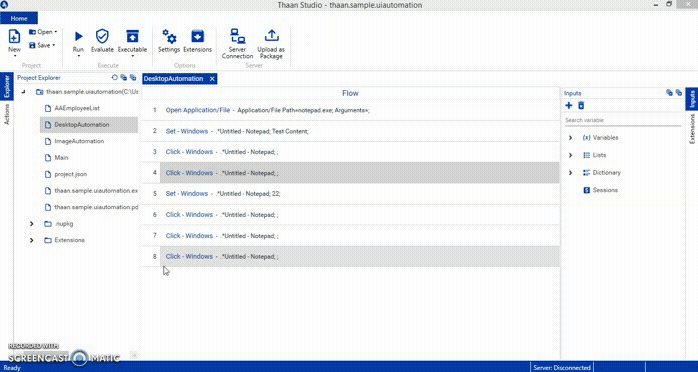 Thaan Studio - thaan.sample.uiautomation
Home
New
Open
Save
Run
Evaluate
Executable
Settings
Extensions
Server Connection
Upload as Package
Project
Execute
Options
Server
Explorer
Actions
Project Explorer
thaan.sample.uiautomation(C:\Us
AAEmployeeList
DesktopAutomation
ImageAutomation
Main
project.json
thaan.sample.uiautomation.ex
thaan.sample.uiautomation.pd
.nupkg
Extensions
DesktopAutomation
Flow
1 Open Application/File - Application/File Path=notepad.exe; Arguments=;
2 Set - Windows - .*Untitled - Notepad; Test Content;
3 Click - Windows - .*Untitled - Notepad; ;
4 Click - Windows - .*Untitled - Notepad; ;
5 Set - Windows - .*Untitled - Notepad; 22;
6 Click - Windows - .*Untitled - Notepad; ;
7 Click - Windows - .*Untitled - Notepad; ;
8 Click - Windows - .*Untitled - Notepad; ;
Inputs
Search variable
(x) Variables
Lists
Dictionary
Sessions
Inputs
Extensions
RECORDED WITH
SCREENCAST MATIC
Ready
Server: Disconnected